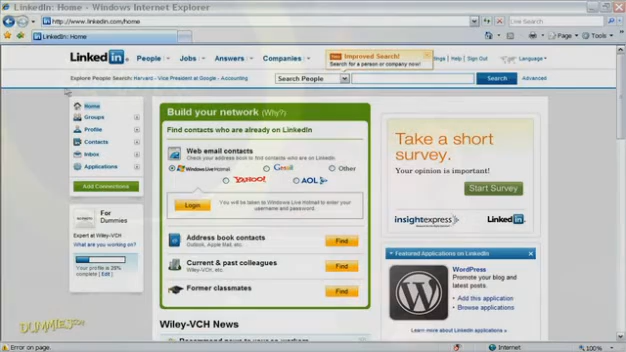 LinkedIn: Home - Windows Internet Explorer
http://www.linkedin.com/home
Live Search
LinkedIn: Home
Page
Tools
Linked in
People
Jobs
Answers
Companies
Improved Search!
Search for a person or company now!
Help | Sign Out
Language
Explore People Search: Harvard - Vice President at Google - Accounting
Search People
Search
Advanced
Home
Groups
Profile
Contacts
Inbox
Applications
Add Connections
For
Dummies
Expert at Wiley-VCH
What are you working on?
Your profile is 25%
complete [ Edit ]
Build your network (Why?)
Find contacts who are already on LinkedIn
Web email contacts
Check your address book to find contacts who are on LinkedIn
Windows Live Hotmail
Gmail
Other
YAHOO!
AOL
Login
You will be taken to Windows Live Hotmail to enter your
username and password.
Address book contacts
Outlook, Apple Mail, etc.
Find
Current & past colleagues
Wiley-VCH, etc.
Find
Former classmates
Find
Wiley-VCH News
Take a short
survey.
Your opinion is important!
Start Survey
insightexpress
Linked in
Featured Applications on LinkedIn
WordPress
Promote your blog and
latest posts.
Add this application
Browse applications
Learn more about LinkedIn applications »
DUMMIES.COM
Error on page.
Internet
100%